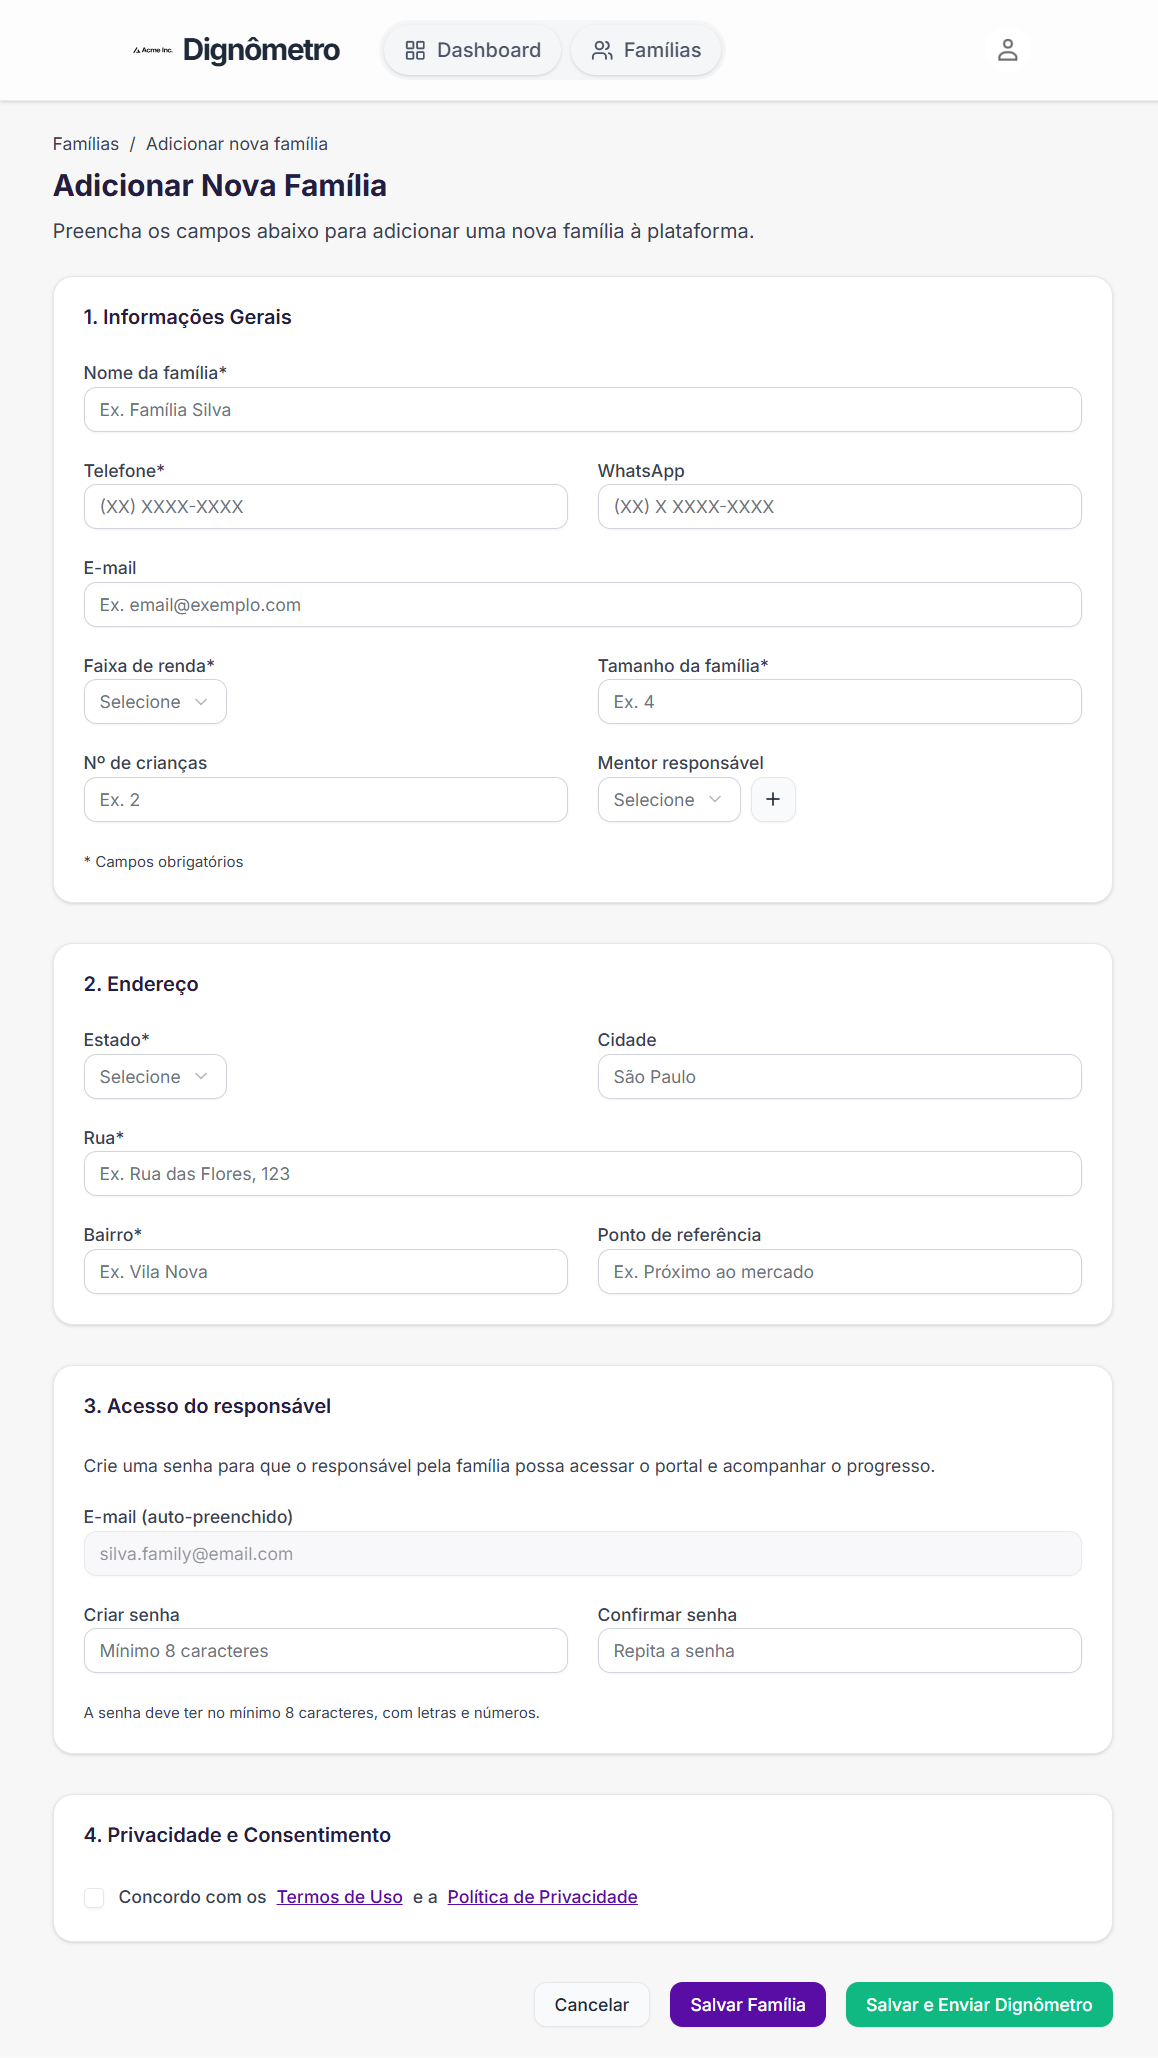 Acme Inc. Dignômetro Dashboard Famílias
Famílias / Adicionar nova família
Adicionar Nova Família
Preencha os campos abaixo para adicionar uma nova família à plataforma.
1. Informações Gerais
Nome da família*
Ex. Família Silva
Telefone* WhatsApp
(XX) XXXX-XXXX (XX) X XXXX-XXXX
E-mail
Ex. email@exemplo.com
Faixa de renda* Tamanho da família*
Selecione Ex. 4
Nº de crianças Mentor responsável
Ex. 2 Selecione +
* Campos obrigatórios
2. Endereço
Estado* Cidade
Selecione São Paulo
Rua*
Ex. Rua das Flores, 123
Bairro* Ponto de referência
Ex. Vila Nova Ex. Próximo ao mercado
3. Acesso do responsável
Crie uma senha para que o responsável pela família possa acessar o portal e acompanhar o progresso.
E-mail (auto-preenchido)
silva.family@email.com
Criar senha Confirmar senha
Mínimo 8 caracteres Repita a senha
A senha deve ter no mínimo 8 caracteres, com letras e números.
4. Privacidade e Consentimento
Concordo com os Termos de Uso e a Política de Privacidade
Cancelar Salvar Família Salvar e Enviar Dignômetro